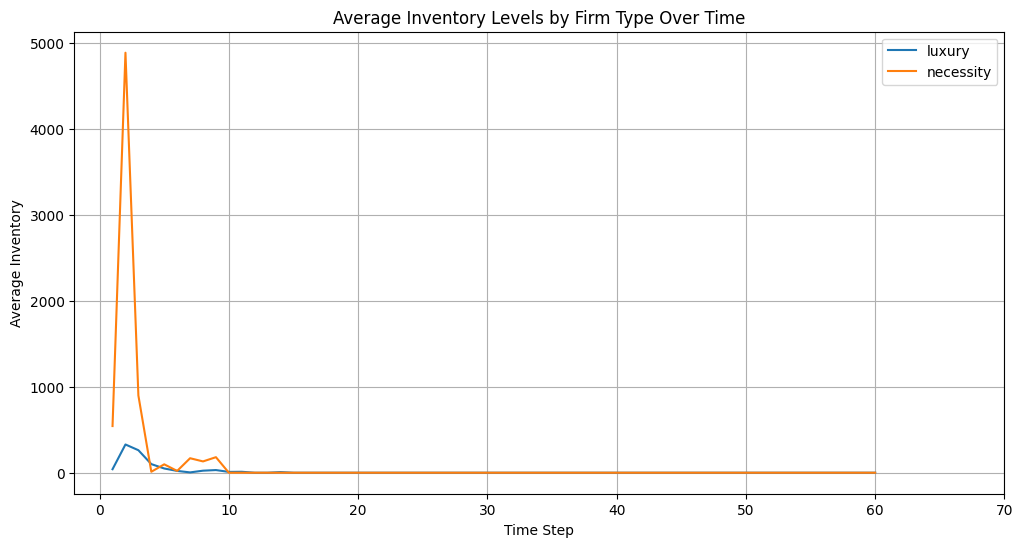 Average Inventory Levels by Firm Type Over Time
luxury
necessity
Average Inventory
5000
4000
3000
2000
1000
0
0 10 20 30 40 50 60 70
Time Step